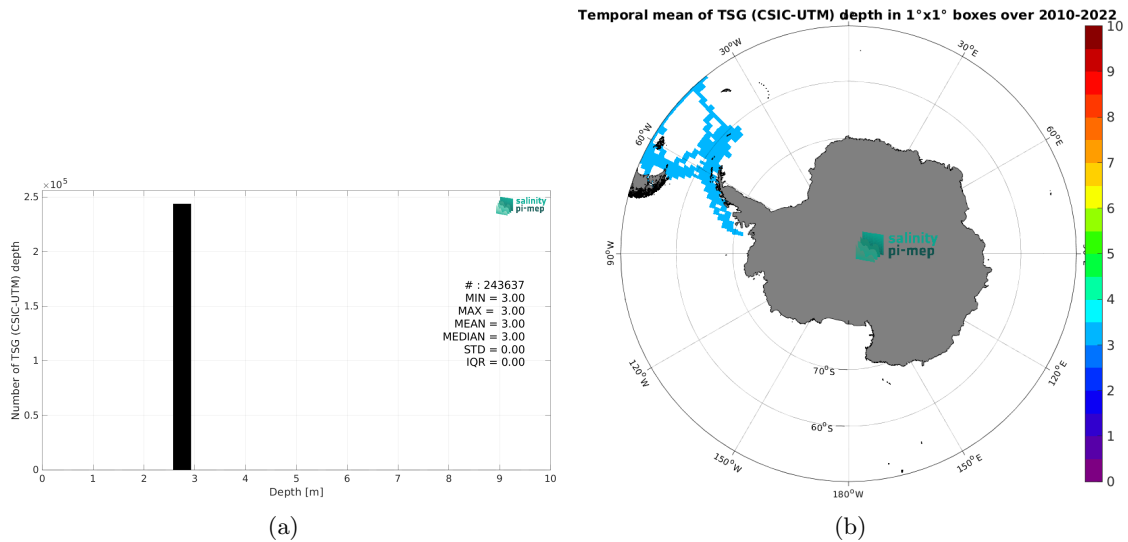 Temporal mean of TSG (CSIC-UTM) depth in 1°x1° boxes over 2010-2022
×10⁵
2.5
2
1.5
1
0.5
0
Number of TSG (CSIC-UTM) depth
salinity
pi-mep
# : 243637
MIN = 3.00
MAX = 3.00
MEAN = 3.00
MEDIAN = 3.00
STD = 0.00
IQR = 0.00
0 1 2 3 4 5 6 7 8 9 10
Depth [m]
(a)
30°W
30°E
60°W
60°E
90°W
salinity
pi-mep
120°W
120°E
70°S
60°S
150°W
150°E
180°W
10
9
8
7
6
5
4
3
2
1
0
(b)